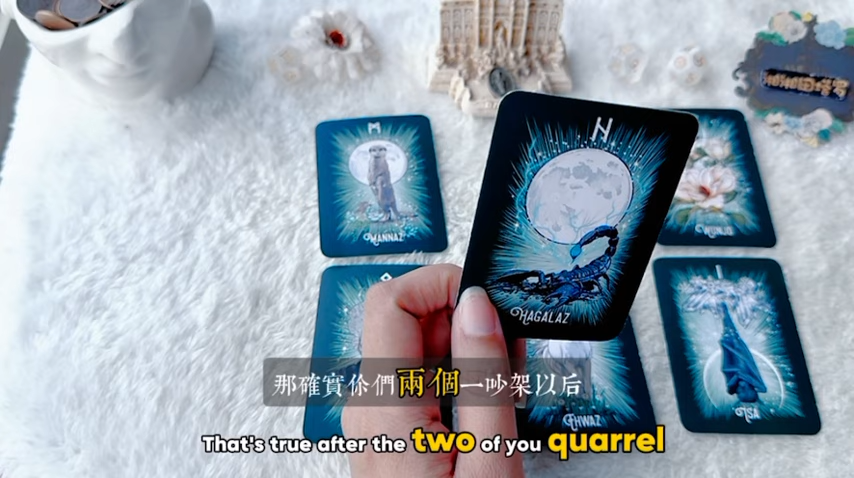 MANNAZ
HAGALAZ
WUNJO
EHWAZ
ISA
那確實伱們兩個一吵架以后
That's true after the two of you quarrel